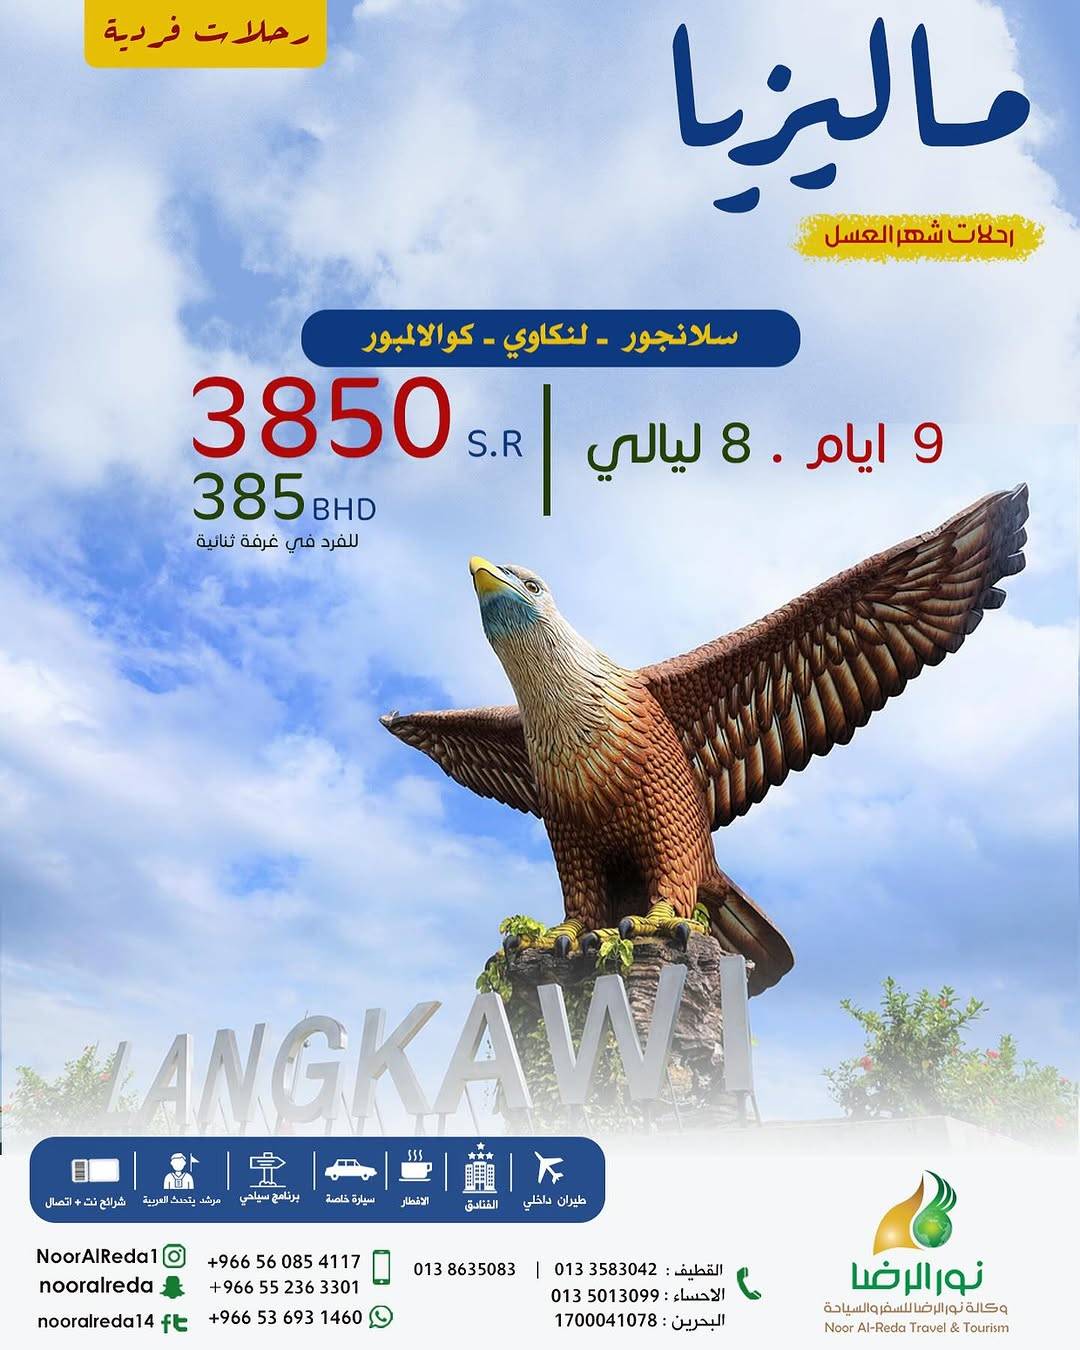 رحلات فردية
ماليزيا
رحلات شهر العسل
سلانجور - لنكاوي - كوالالمبور
9 ايام . 8 ليالي
3850 S.R
385 BHD
للفرد في غرفة ثنائية
LANGKAWI
طيران داخلي
الفنادق
الافطار
سيارة خاصة
برنامج سياحي
مرشد يتحدث العربية
شرائح نت + اتصال
نور الرضا
وكالة نور الرضا للسفر والسياحة
Noor Al-Reda Travel & Tourism
القطيف : 013 3583042 | 013 8635083
الاحساء : 013 5013099
البحرين : 1700041078
+966 56 085 4117
+966 55 236 3301
+966 53 693 1460
NoorAlReda1
nooralreda
nooralreda14